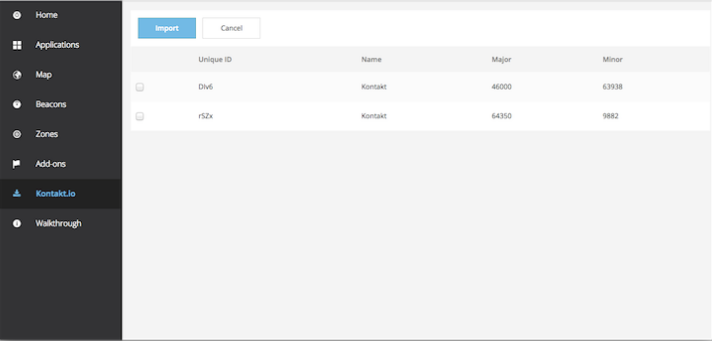 Home
Applications
Map
Beacons
Zones
Add-ons
Kontakt.io
Walkthrough
Import Cancel
Unique ID Name Major Minor
DIv6 Kontakt 46000 63938
rSZx Kontakt 64350 9882